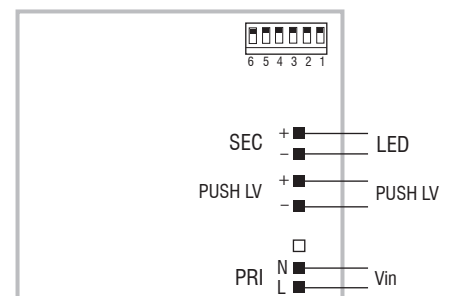 6 5 4 3 2 1
SEC + LED
−
PUSH LV + PUSH LV
−
PRI N Vin
L